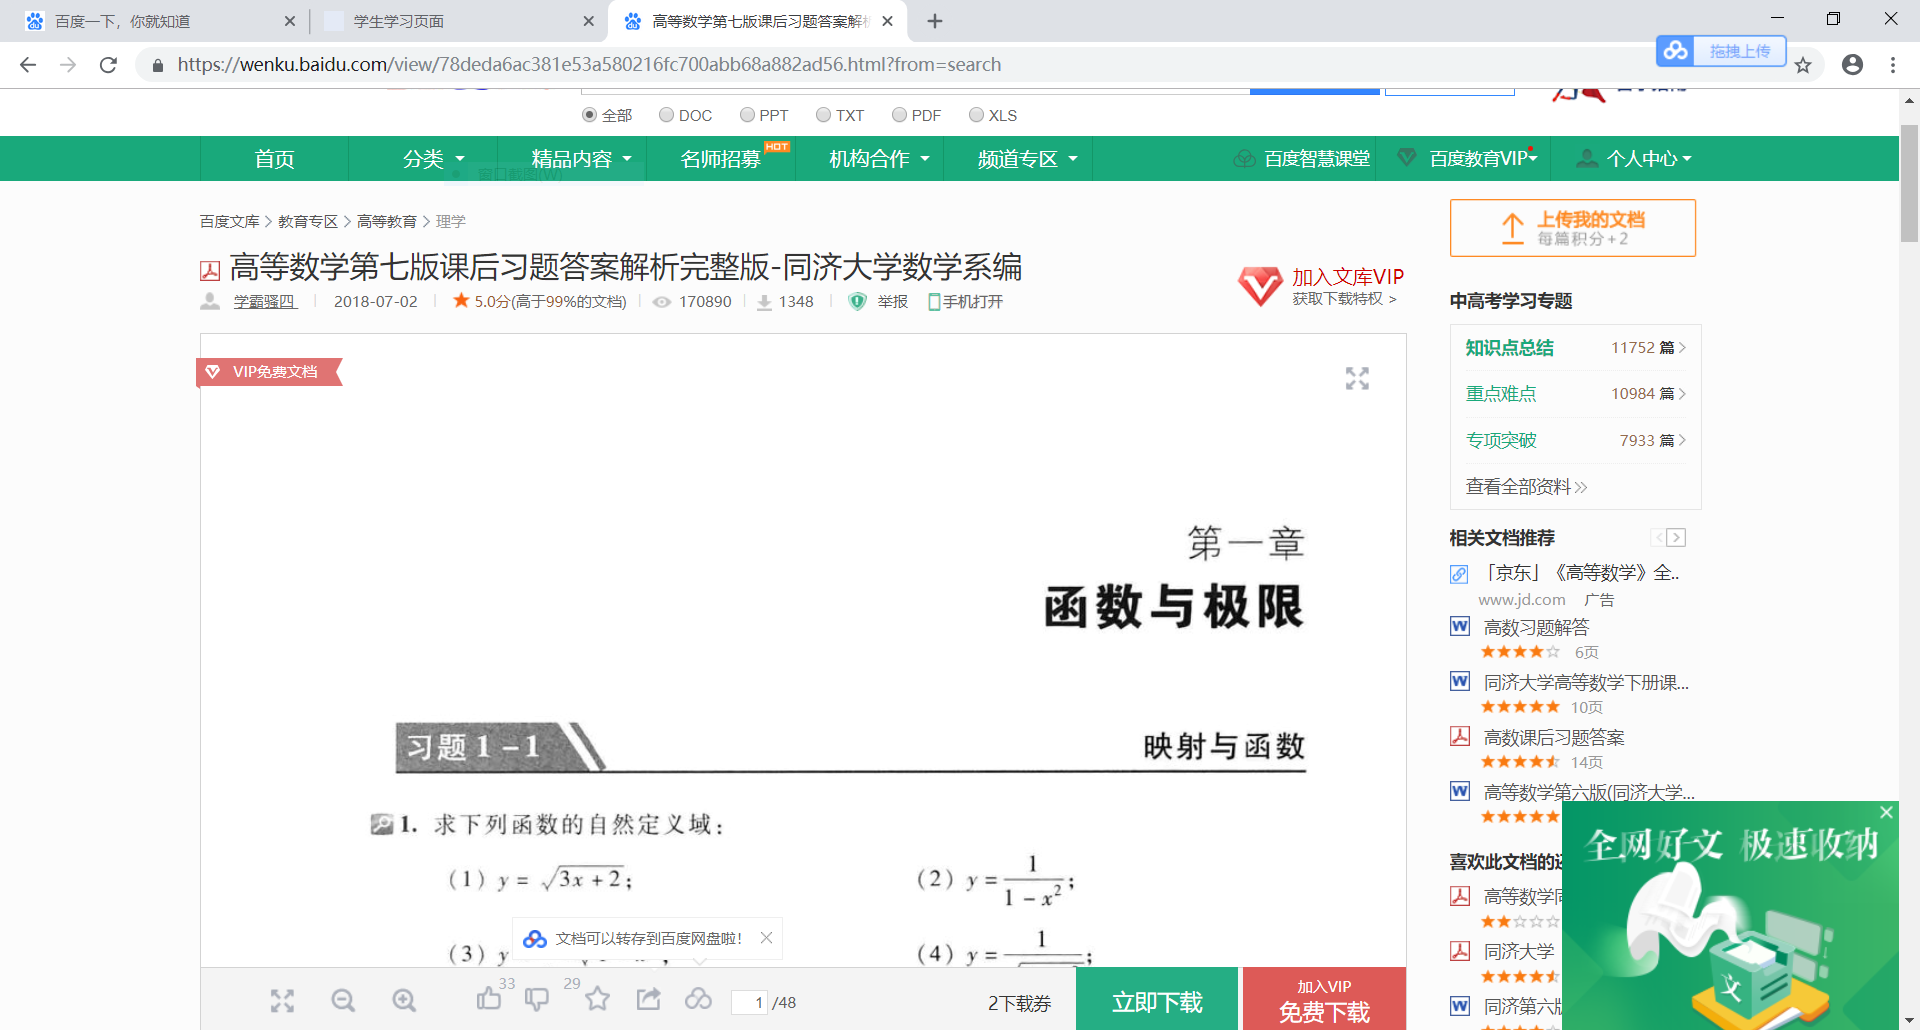 百度一下，你就知道
学生学习页面
高等数学第七版课后习题答案解析
拖拽上传
https://wenku.baidu.com/view/78deda6ac381e53a580216fc700abb68a882ad56.html?from=search
全部 DOC PPT TXT PDF XLS
首页 分类 精品内容 名师招募 HOT 机构合作 频道专区 百度智慧课堂 百度教育VIP 个人中心
窗口截图(W)
百度文库 > 教育专区 > 高等教育 > 理学
上传我的文档
每篇积分+2
高等数学第七版课后习题答案解析完整版-同济大学数学系编
学霸骚四 2018-07-02 5.0分(高于99%的文档) 170890 1348 举报 手机打开
加入文库VIP
获取下载特权 >
VIP免费文档
第一章
函数与极限
习题 1-1 映射与函数
1. 求下列函数的自然定义域:
(1) y = √(3x+2);
(2) y = 1/(1-x²);
(3) y
(4) y = 1
文档可以转存到百度网盘啦!
33 29 1 /48
2下载券 立即下载
加入VIP
免费下载
中高考学习专题
知识点总结 11752 篇
重点难点 10984 篇
专项突破 7933 篇
查看全部资料
相关文档推荐
「京东」《高等数学》全..
www.jd.com 广告
高数习题解答
6页
同济大学高等数学下册课...
10页
高数课后习题答案
14页
高等数学第六版(同济大学...
喜欢此文档的还
高等数学同
同济大学
同济第六版
全网好文 极速收纳
文